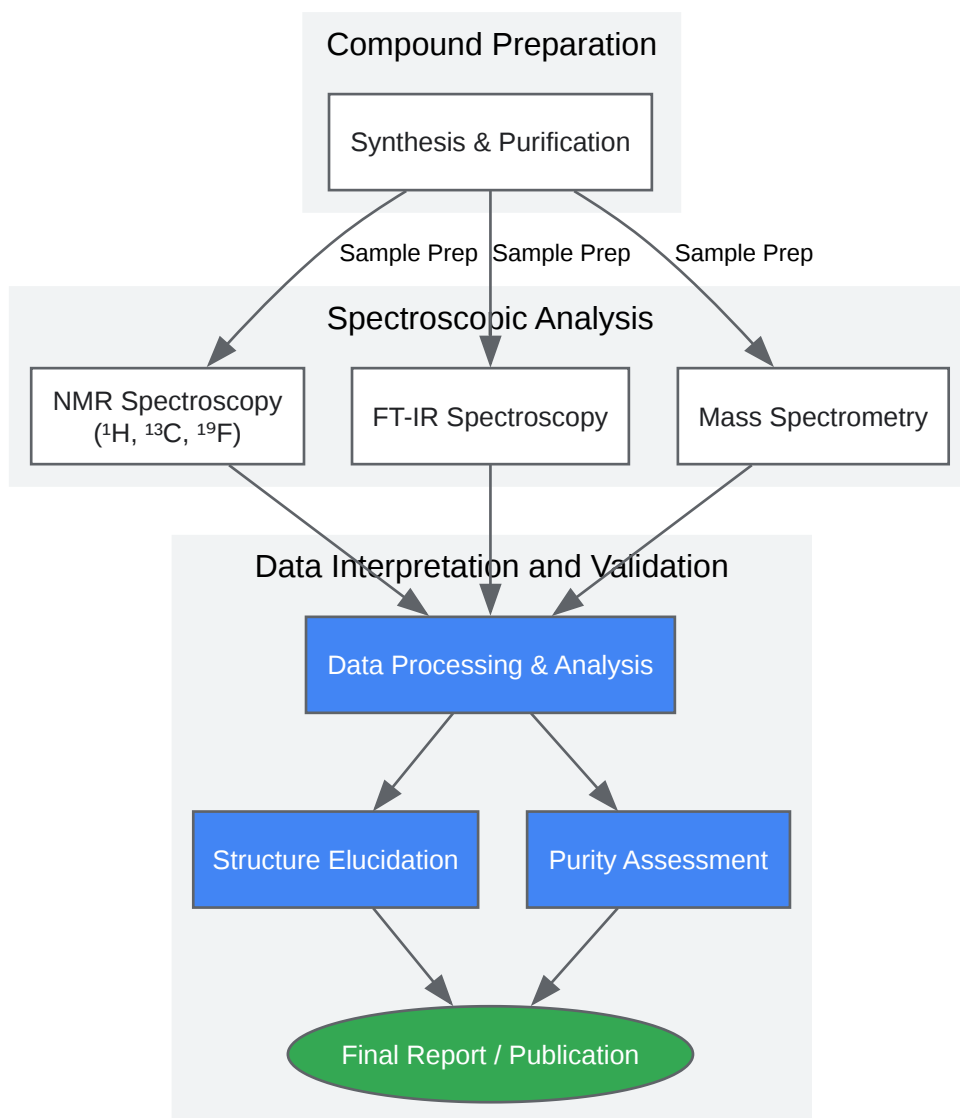 Compound Preparation
Synthesis & Purification
Sample Prep
Sample Prep
Sample Prep
Spectroscopic Analysis
NMR Spectroscopy
(¹H, ¹³C, ¹⁹F)
FT-IR Spectroscopy
Mass Spectrometry
Data Interpretation and Validation
Data Processing & Analysis
Structure Elucidation
Purity Assessment
Final Report / Publication